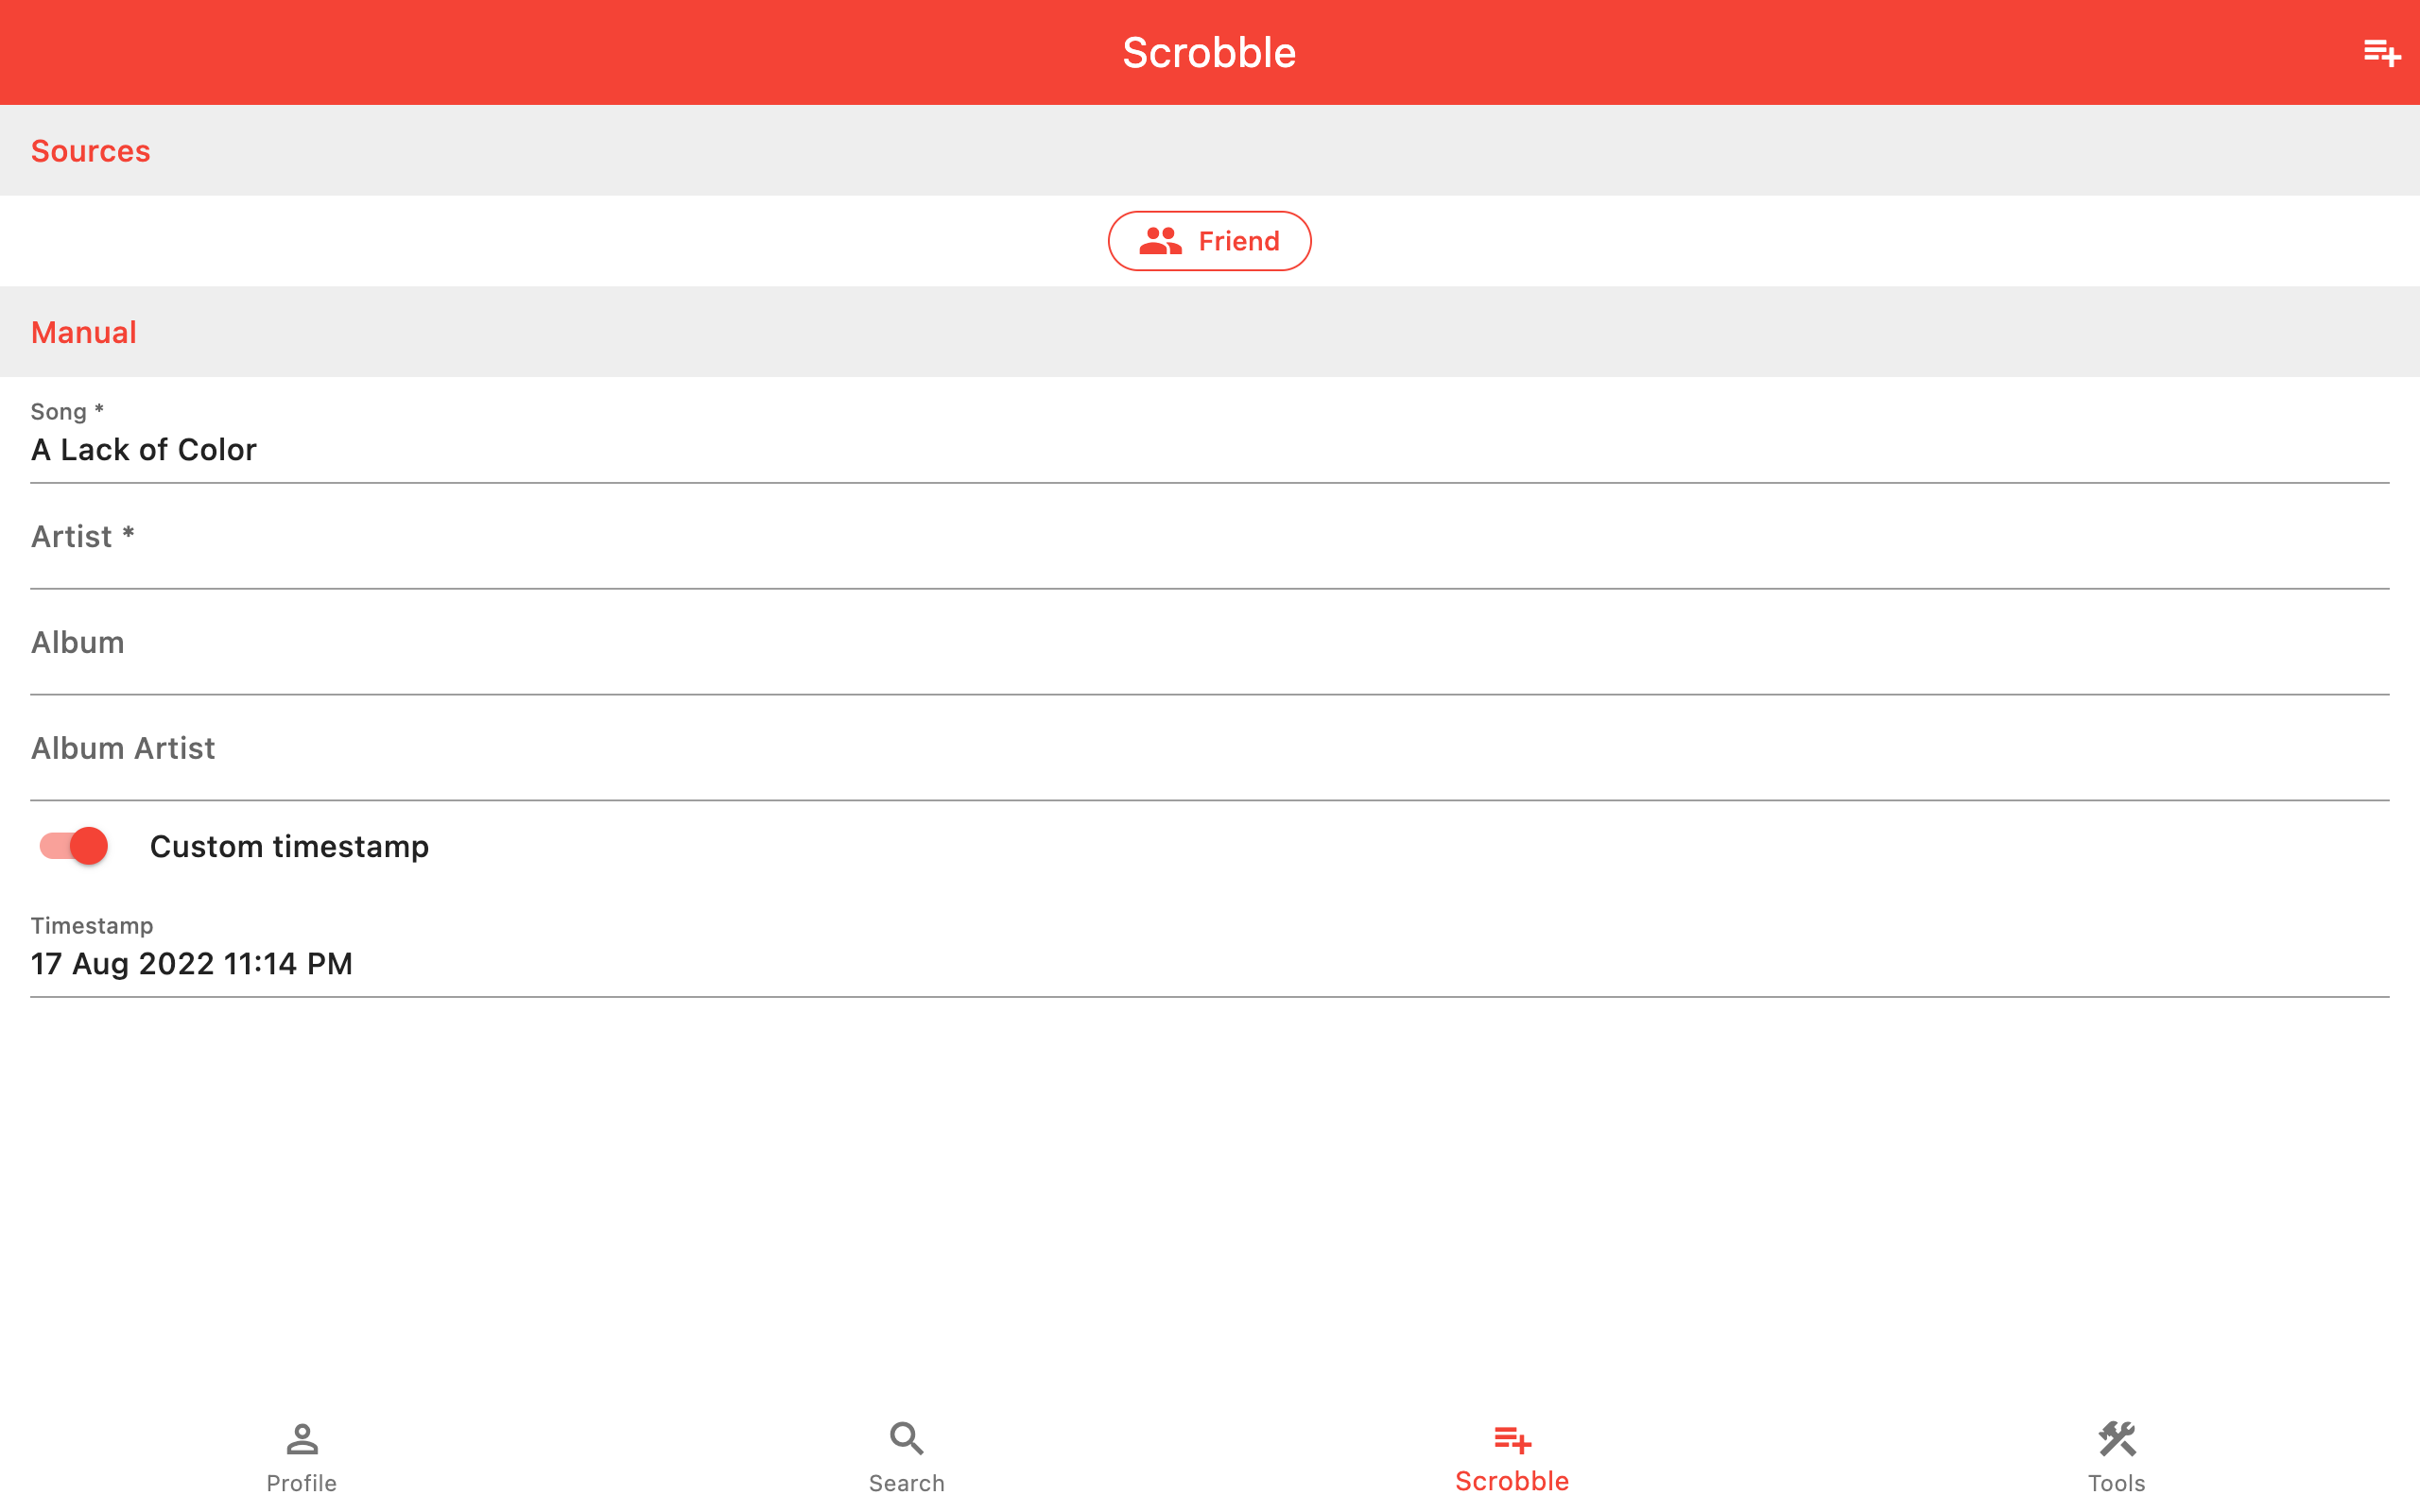 Scrobble
Sources
Friend
Manual
Song *
A Lack of Color
Artist *
Album
Album Artist
Custom timestamp
Timestamp
17 Aug 2022 11:14 PM
Profile
Search
Scrobble
Tools